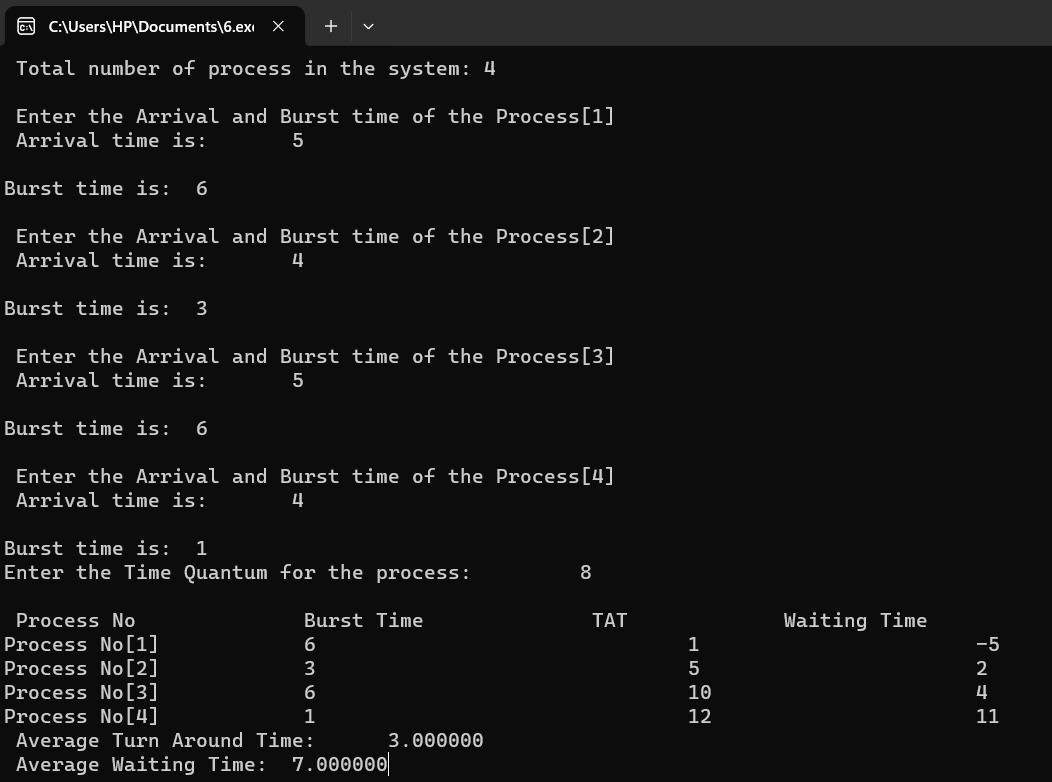 C:\Users\HP\Documents\6.exe
Total number of process in the system: 4
Enter the Arrival and Burst time of the Process[1]
Arrival time is: 5
Burst time is: 6
Enter the Arrival and Burst time of the Process[2]
Arrival time is: 4
Burst time is: 3
Enter the Arrival and Burst time of the Process[3]
Arrival time is: 5
Burst time is: 6
Enter the Arrival and Burst time of the Process[4]
Arrival time is: 4
Burst time is: 1
Enter the Time Quantum for the process: 8
Process No Burst Time TAT Waiting Time
Process No[1] 6 1 -5
Process No[2] 3 5 2
Process No[3] 6 10 4
Process No[4] 1 12 11
Average Turn Around Time: 3.000000
Average Waiting Time: 7.000000